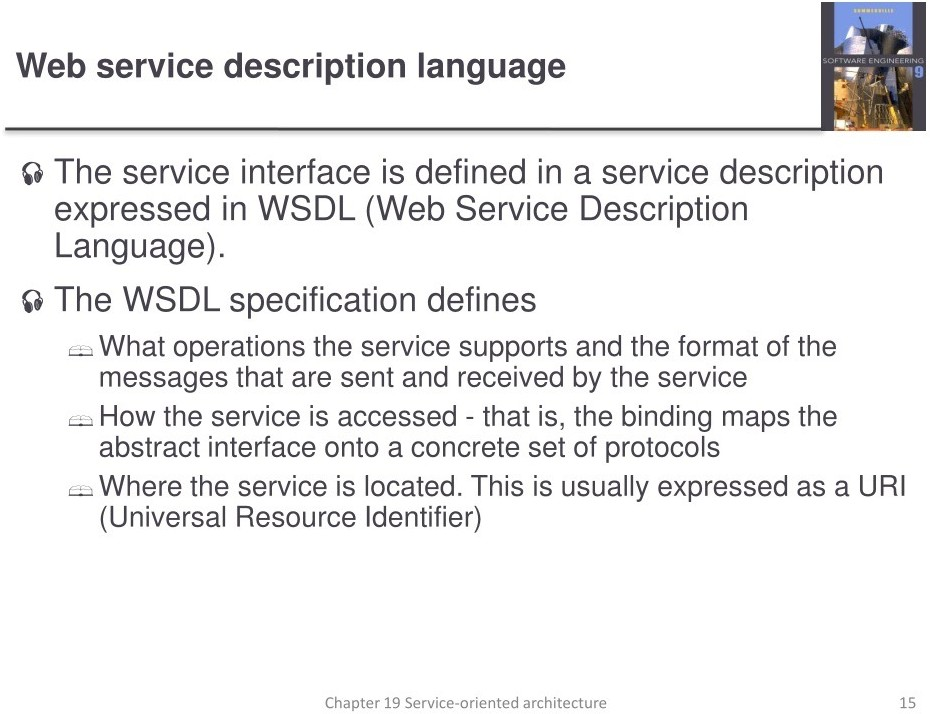 SOMMERVILLE
Web service description language
SOFTWARE ENGINEERING
9
The service interface is defined in a service description
expressed in WSDL (Web Service Description
Language).
The WSDL specification defines
What operations the service supports and the format of the
messages that are sent and received by the service
How the service is accessed - that is, the binding maps the
abstract interface onto a concrete set of protocols
Where the service is located. This is usually expressed as a URI
(Universal Resource Identifier)
Chapter 19 Service-oriented architecture
15